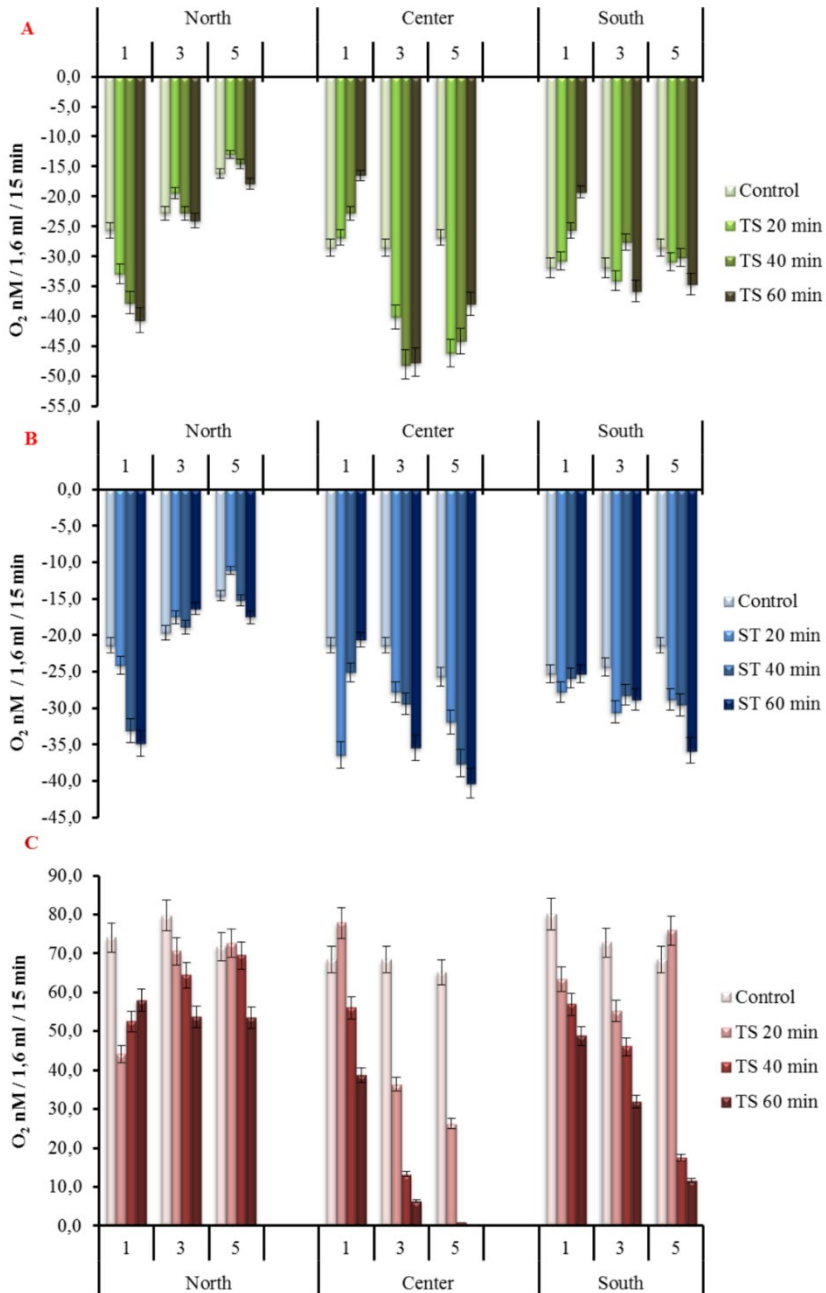 A
North Center South
1 3 5 1 3 5 1 3 5
0,0
-5,0
-10,0
-15,0
-20,0
-25,0
-30,0
-35,0
-40,0
-45,0
-50,0
-55,0
O2 nM / 1,6 ml / 15 min
Control
TS 20 min
TS 40 min
TS 60 min
B
North Center South
1 3 5 1 3 5 1 3 5
0,0
-5,0
-10,0
-15,0
-20,0
-25,0
-30,0
-35,0
-40,0
-45,0
O2 nM / 1,6 ml / 15 min
Control
ST 20 min
ST 40 min
ST 60 min
C
90,0
80,0
70,0
60,0
50,0
40,0
30,0
20,0
10,0
0,0
O2 nM / 1,6 ml / 15 min
Control
TS 20 min
TS 40 min
TS 60 min
1 3 5 1 3 5 1 3 5
North Center South